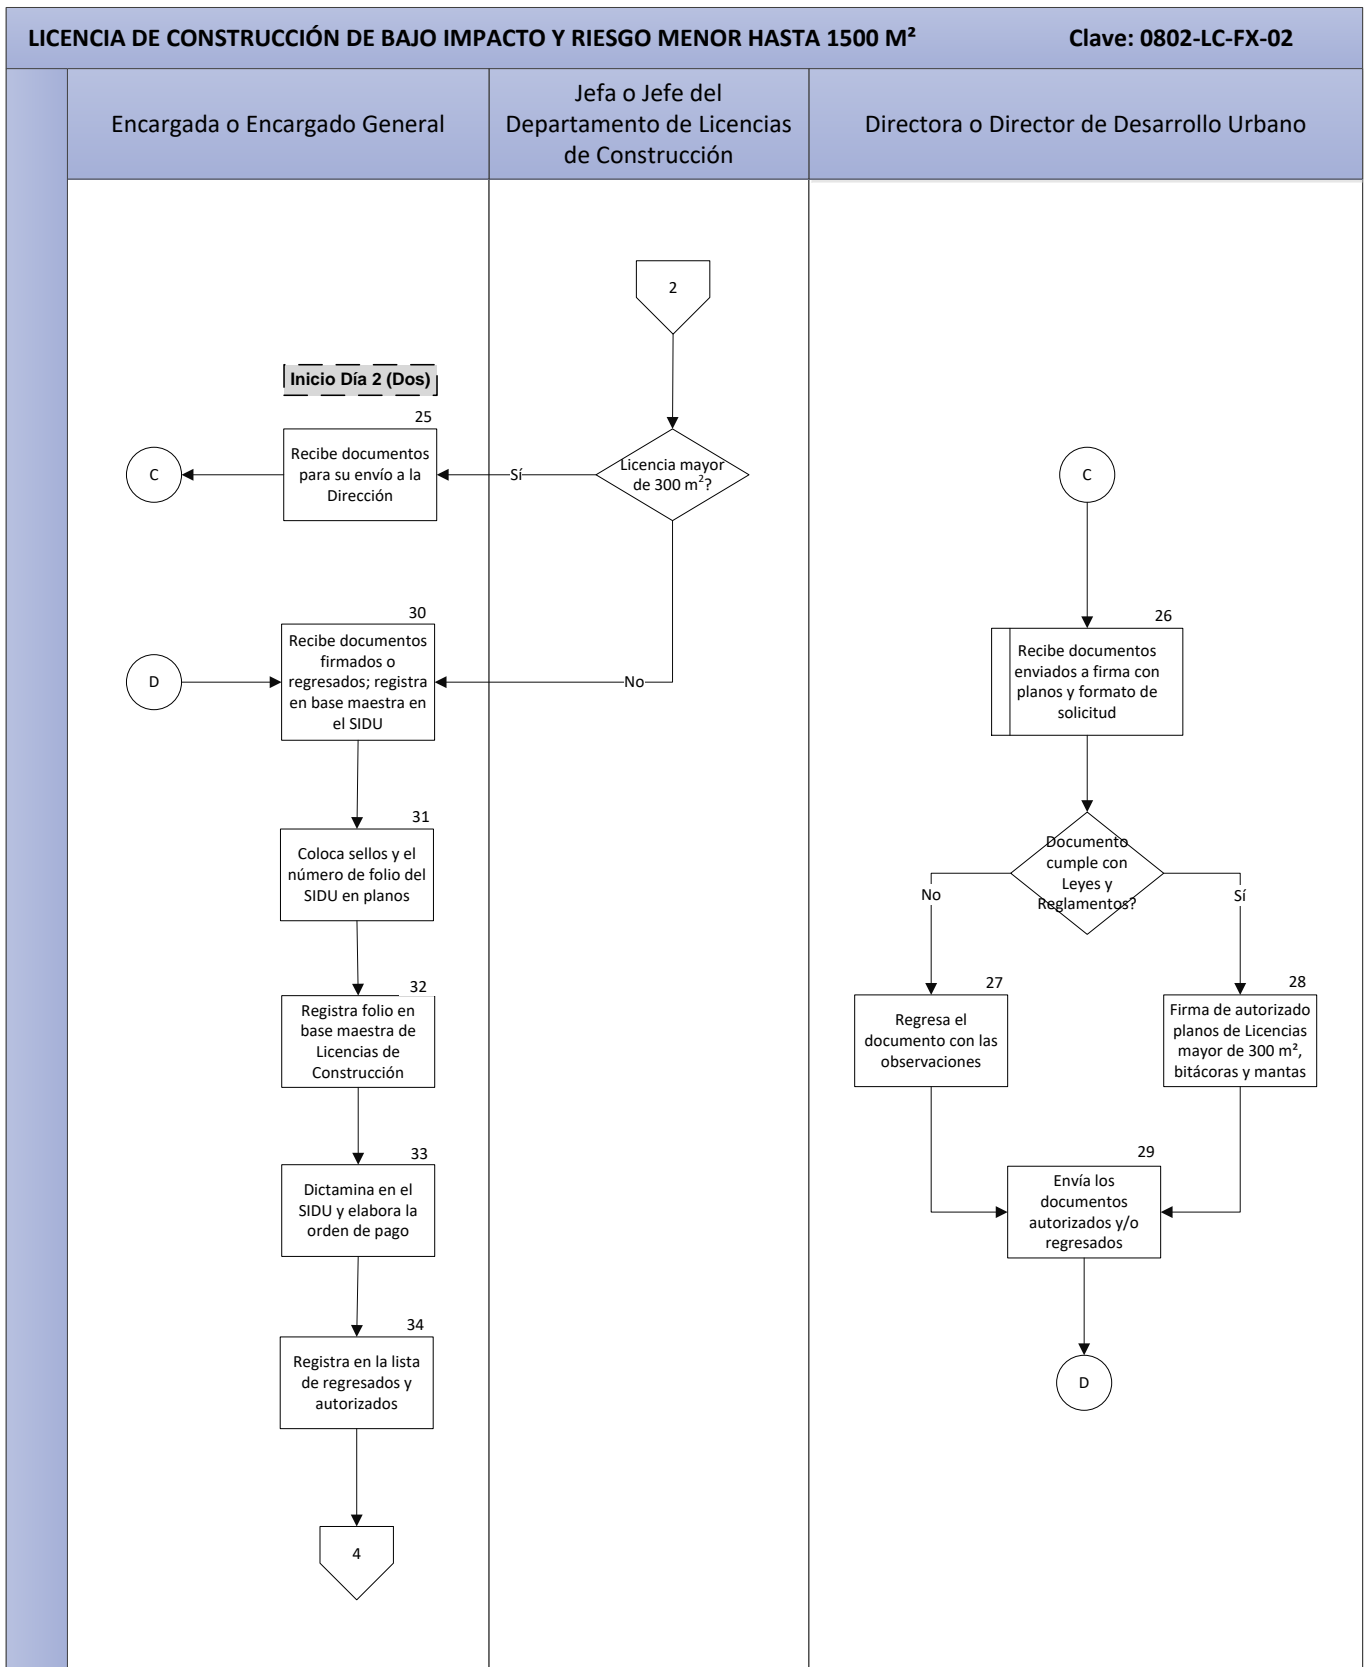 LICENCIA DE CONSTRUCCIÓN DE BAJO IMPACTO Y RIESGO MENOR HASTA 1500 M² Clave: 0802-LC-FX-02
Encargada o Encargado General
Jefa o Jefe del
Departamento de Licencias
de Construcción
Directora o Director de Desarrollo Urbano
2
Inicio Día 2 (Dos)
25
Recibe documentos
para su envío a la
Dirección
C
Sí
Licencia mayor
de 300 m²?
No
30
Recibe documentos
firmados o
regresados; registra
en base maestra en
el SIDU
D
31
Coloca sellos y el
número de folio del
SIDU en planos
32
Registra folio en
base maestra de
Licencias de
Construcción
33
Dictamina en el
SIDU y elabora la
orden de pago
34
Registra en la lista
de regresados y
autorizados
4
C
26
Recibe documentos
enviados a firma con
planos y formato de
solicitud
Documento
cumple con
Leyes y
Reglamentos?
No
Sí
27
Regresa el
documento con las
observaciones
28
Firma de autorizado
planos de Licencias
mayor de 300 m²,
bitácoras y mantas
29
Envía los
documentos
autorizados y/o
regresados
D